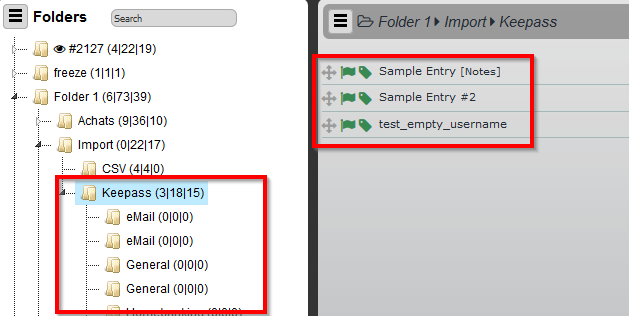 Folders
Search
#2127 (4|22|19)
freeze (1|1|1)
Folder 1 (6|73|39)
Achats (9|36|10)
Import (0|22|17)
CSV (4|4|0)
Keepass (3|18|15)
eMail (0|0|0)
eMail (0|0|0)
General (0|0|0)
General (0|0|0)
Folder 1 Import Keepass
Sample Entry [Notes]
Sample Entry #2
test_empty_username